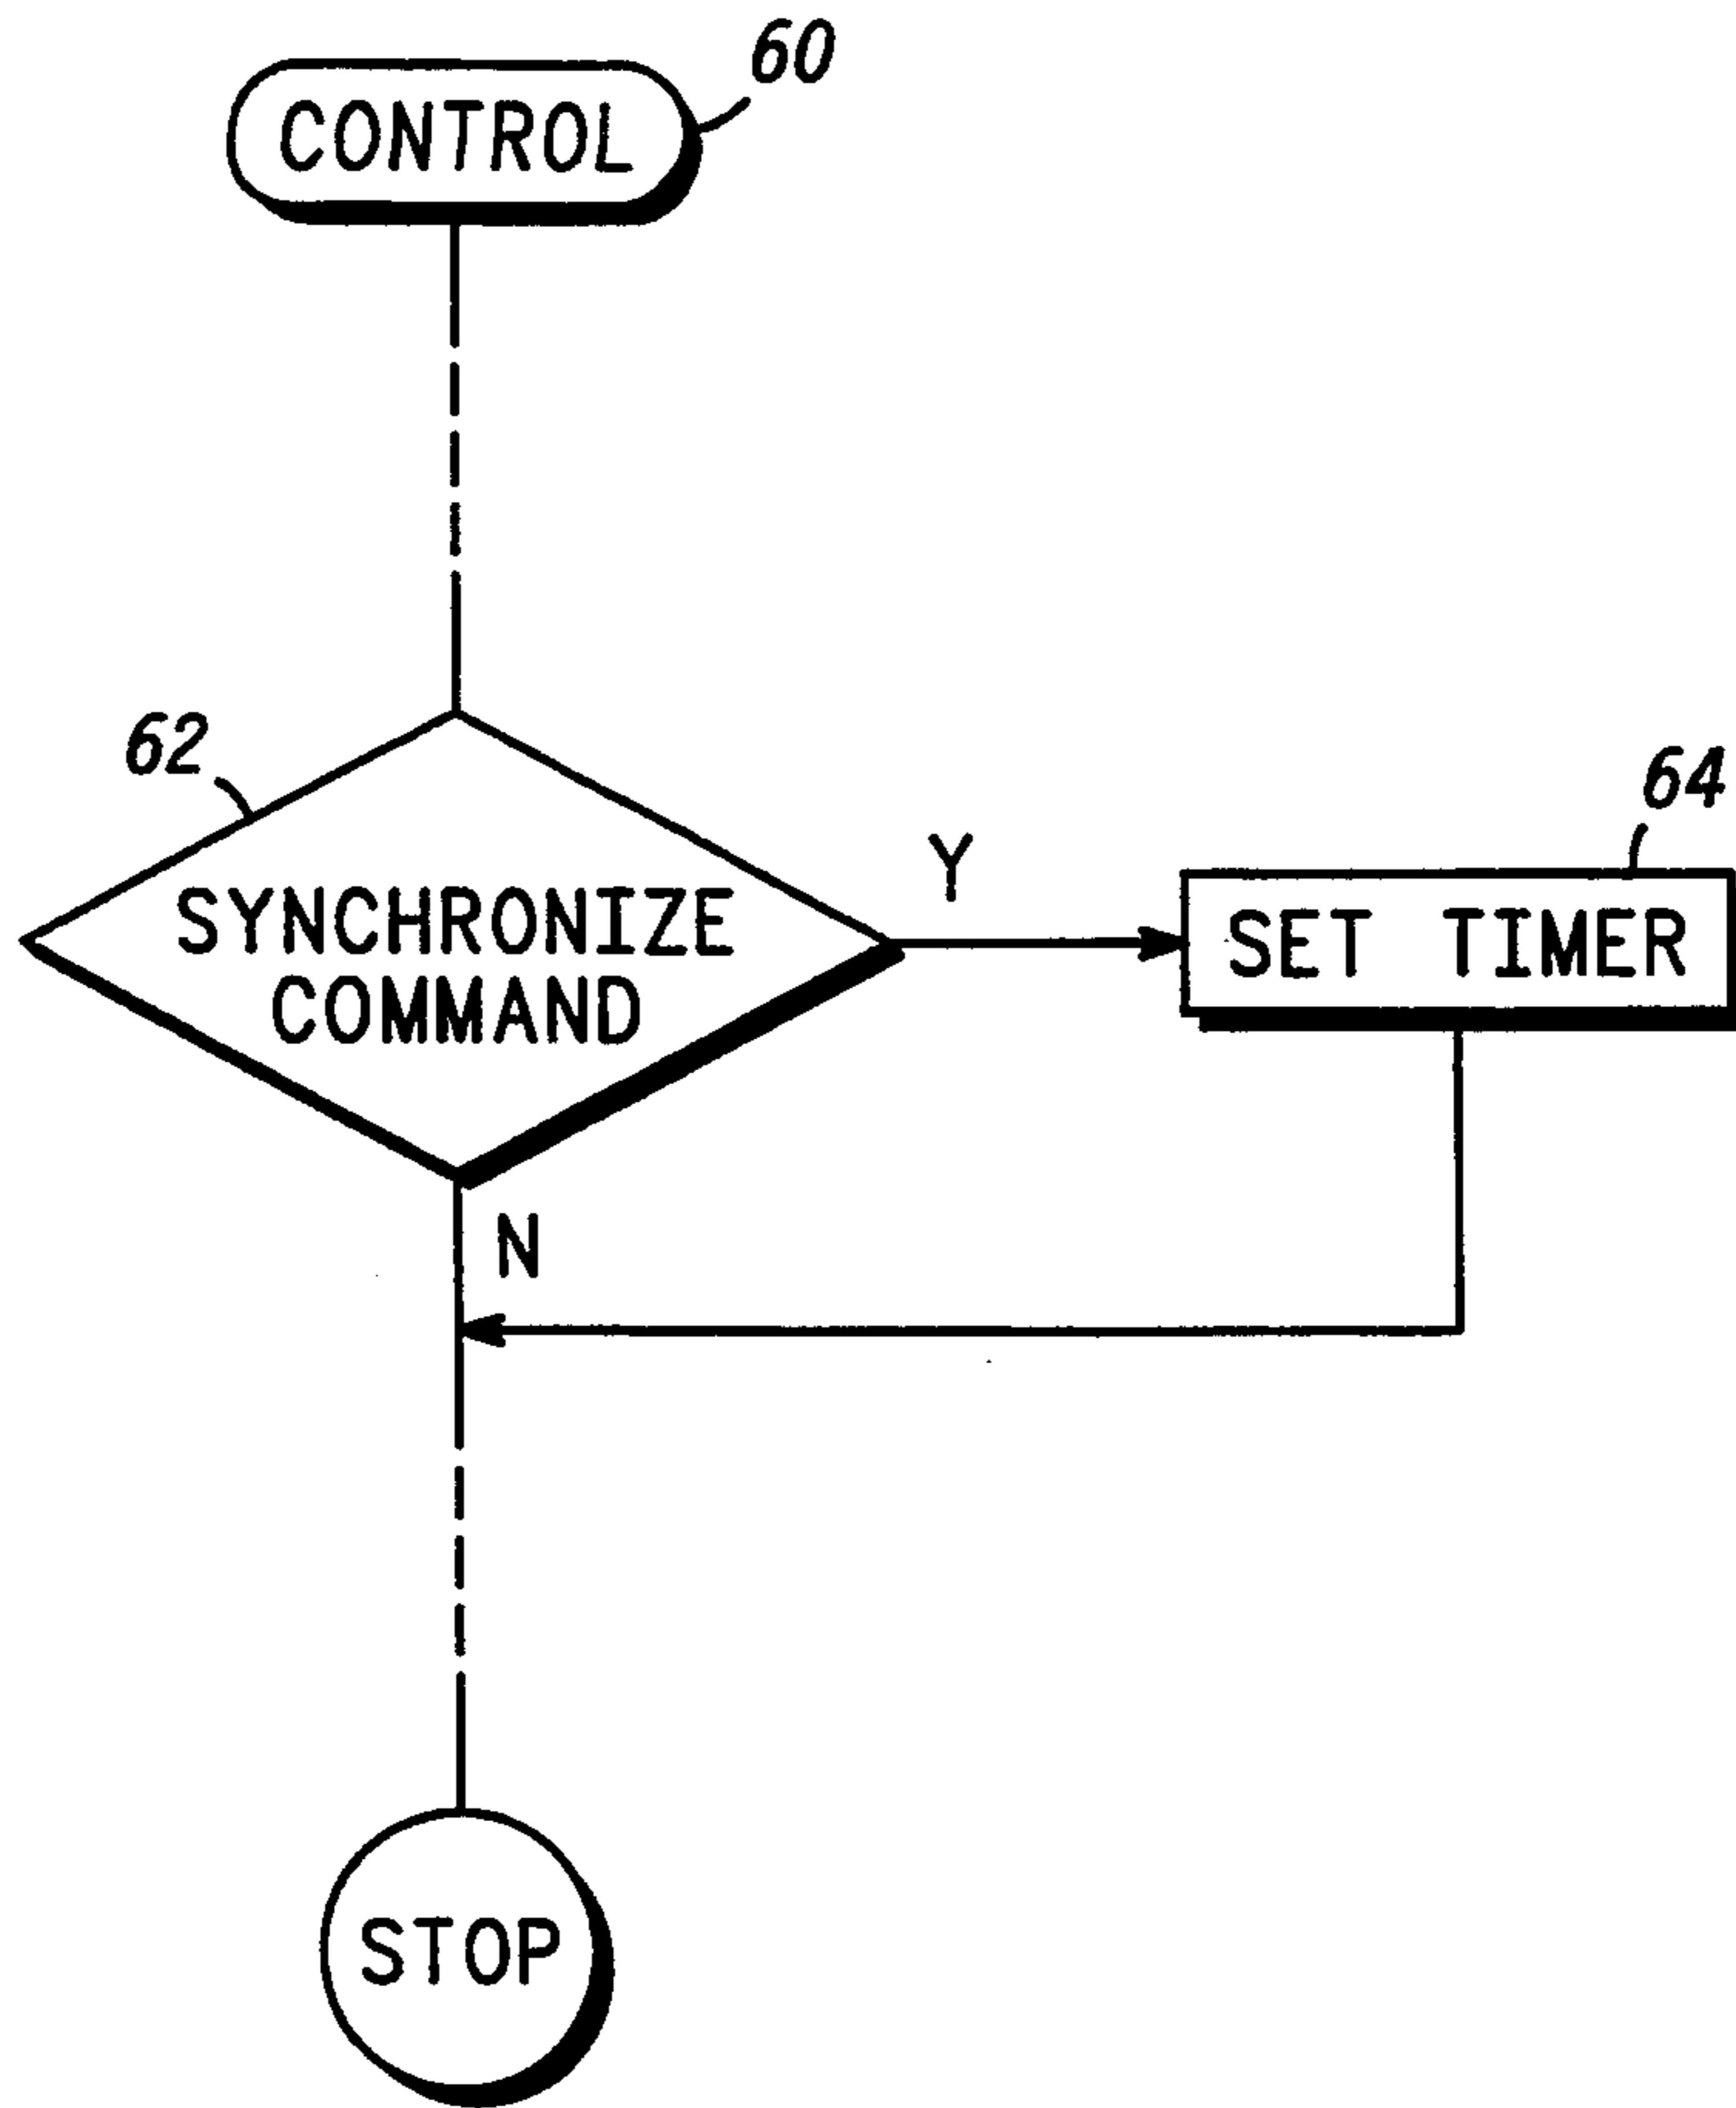 60
CONTROL
62
64
Y
SYNCHRONIZE
COMMAND
SET TIMER
N
STOP